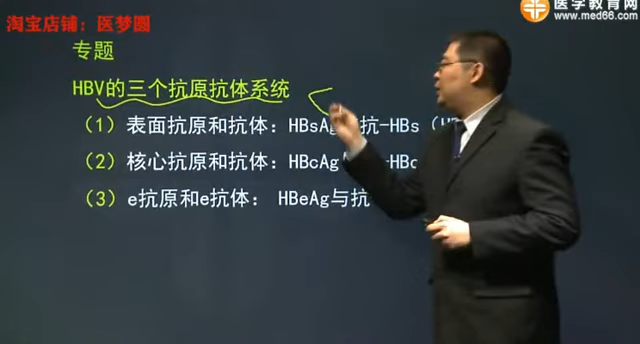 淘宝店铺：医梦圆
医学教育网
www.med66.com
专题
HBV的三个抗原抗体系统
（1）表面抗原和抗体：HBsAg 抗-HBs（H
（2）核心抗原和抗体：HBcAg -HBc
（3）e抗原和e抗体： HBeAg与抗